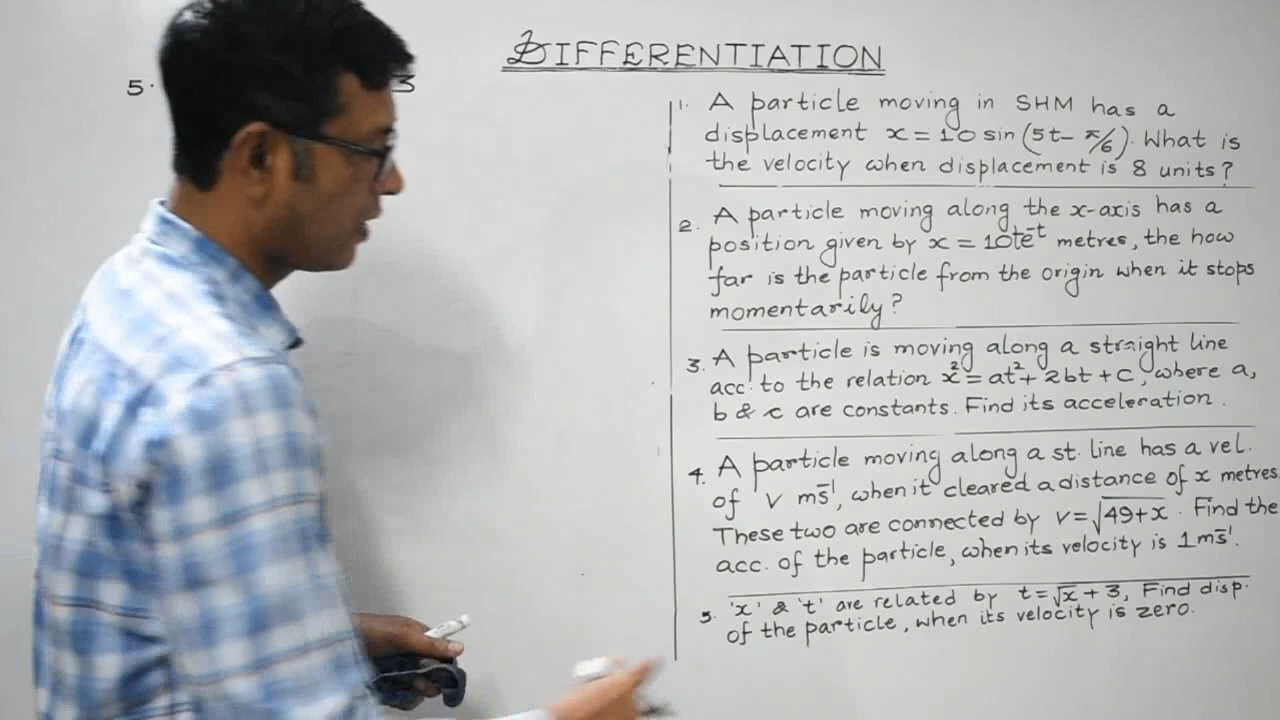 DIFFERENTIATION
5. 3
1. A particle moving in SHM has a
displacement x = 10 sin (5t - π/6). What is
the velocity when displacement is 8 units?
2. A particle moving along the x-axis has a
position given by x = 10te⁻ᵗ metres, the how
far is the particle from the origin when it stops
momentarily?
3. A particle is moving along a straight line
acc. to the relation x² = at² + 2bt + c, where a,
b & c are constants. Find its acceleration.
4. A particle moving along a st. line has a vel.
of V ms⁻¹, when it cleared a distance of x metres.
These two are connected by v = √49+x. Find the
acc. of the particle, when its velocity is 1 ms⁻¹.
5. 'x' & 't' are related by t = √x + 3, Find disp.
of the particle, when its velocity is zero.